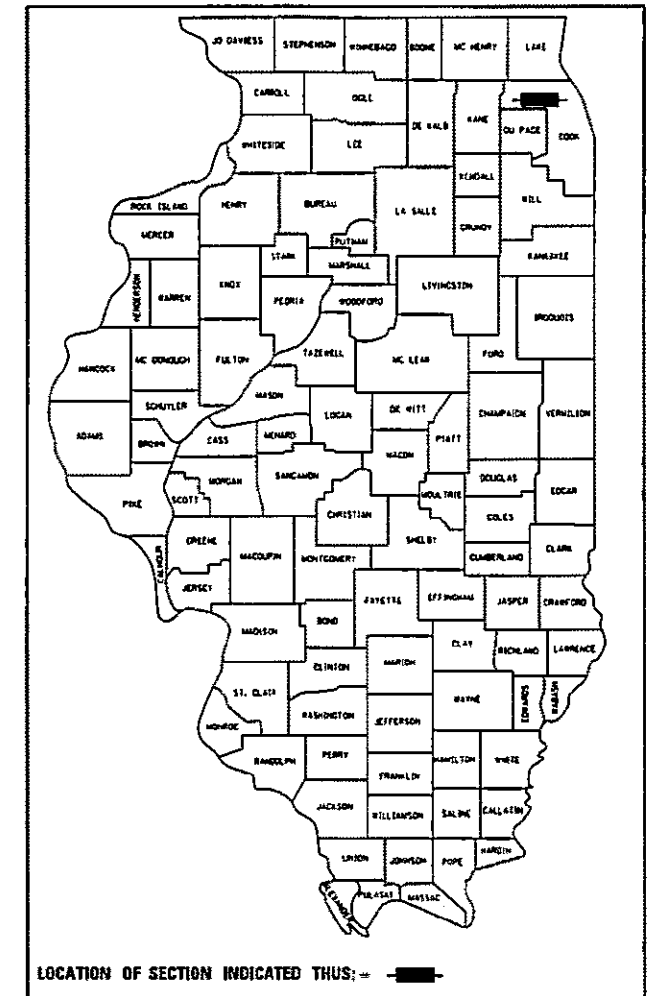 JO DAVIESS STEPHENSON WINNEBAGO BOONE MC HENRY LAKE
CARROLL OGLE DE KALB KANE DU PAGE COOK
WHITESIDE LEE
KENDALL
ROCK ISLAND HENRY BUREAU LA SALLE GRUNDY WILL
MERCER PUTNAM
STARK MARSHALL KANKAKEE
HENDERSON WARREN KNOX PEORIA WOODFORD LIVINGSTON IROQUOIS
HANCOCK MC DONOUGH FULTON TAZEWELL MC LEAN FORD
MASON
SCHUYLER LOGAN DE WITT CHAMPAIGN VERMILION
ADAMS BROWN CASS MENARD MACON PIATT
SANGAMON DOUGLAS EDGAR
PIKE SCOTT MORGAN CHRISTIAN MOULTRIE COLES
GREENE MACOUPIN MONTGOMERY SHELBY CUMBERLAND CLARK
CALHOUN JERSEY FAYETTE EFFINGHAM JASPER CRAWFORD
MADISON BOND
CLINTON MARION CLAY RICHLAND LAWRENCE
ST. CLAIR WASHINGTON JEFFERSON WAYNE EDWARDS WABASH
MONROE
RANDOLPH PERRY HAMILTON WHITE
FRANKLIN
JACKSON WILLIAMSON SALINE GALLATIN
UNION JOHNSON POPE HARDIN
ALEXANDER PULASKI MASSAC
LOCATION OF SECTION INDICATED THUS: =